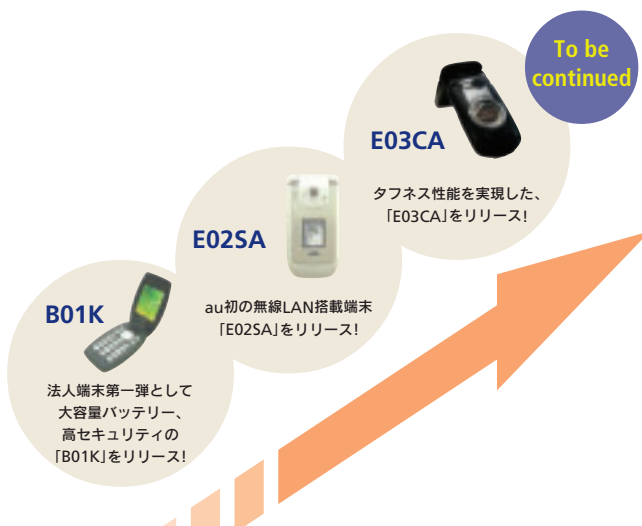 To be
continued
E03CA
タフネス性能を実現した、
「E03CA」をリリース!
E02SA
au初の無線LAN搭載端末
「E02SA」をリリース!
B01K
法人端末第一弾として
大容量バッテリー、
高セキュリティの
「B01K」をリリース!